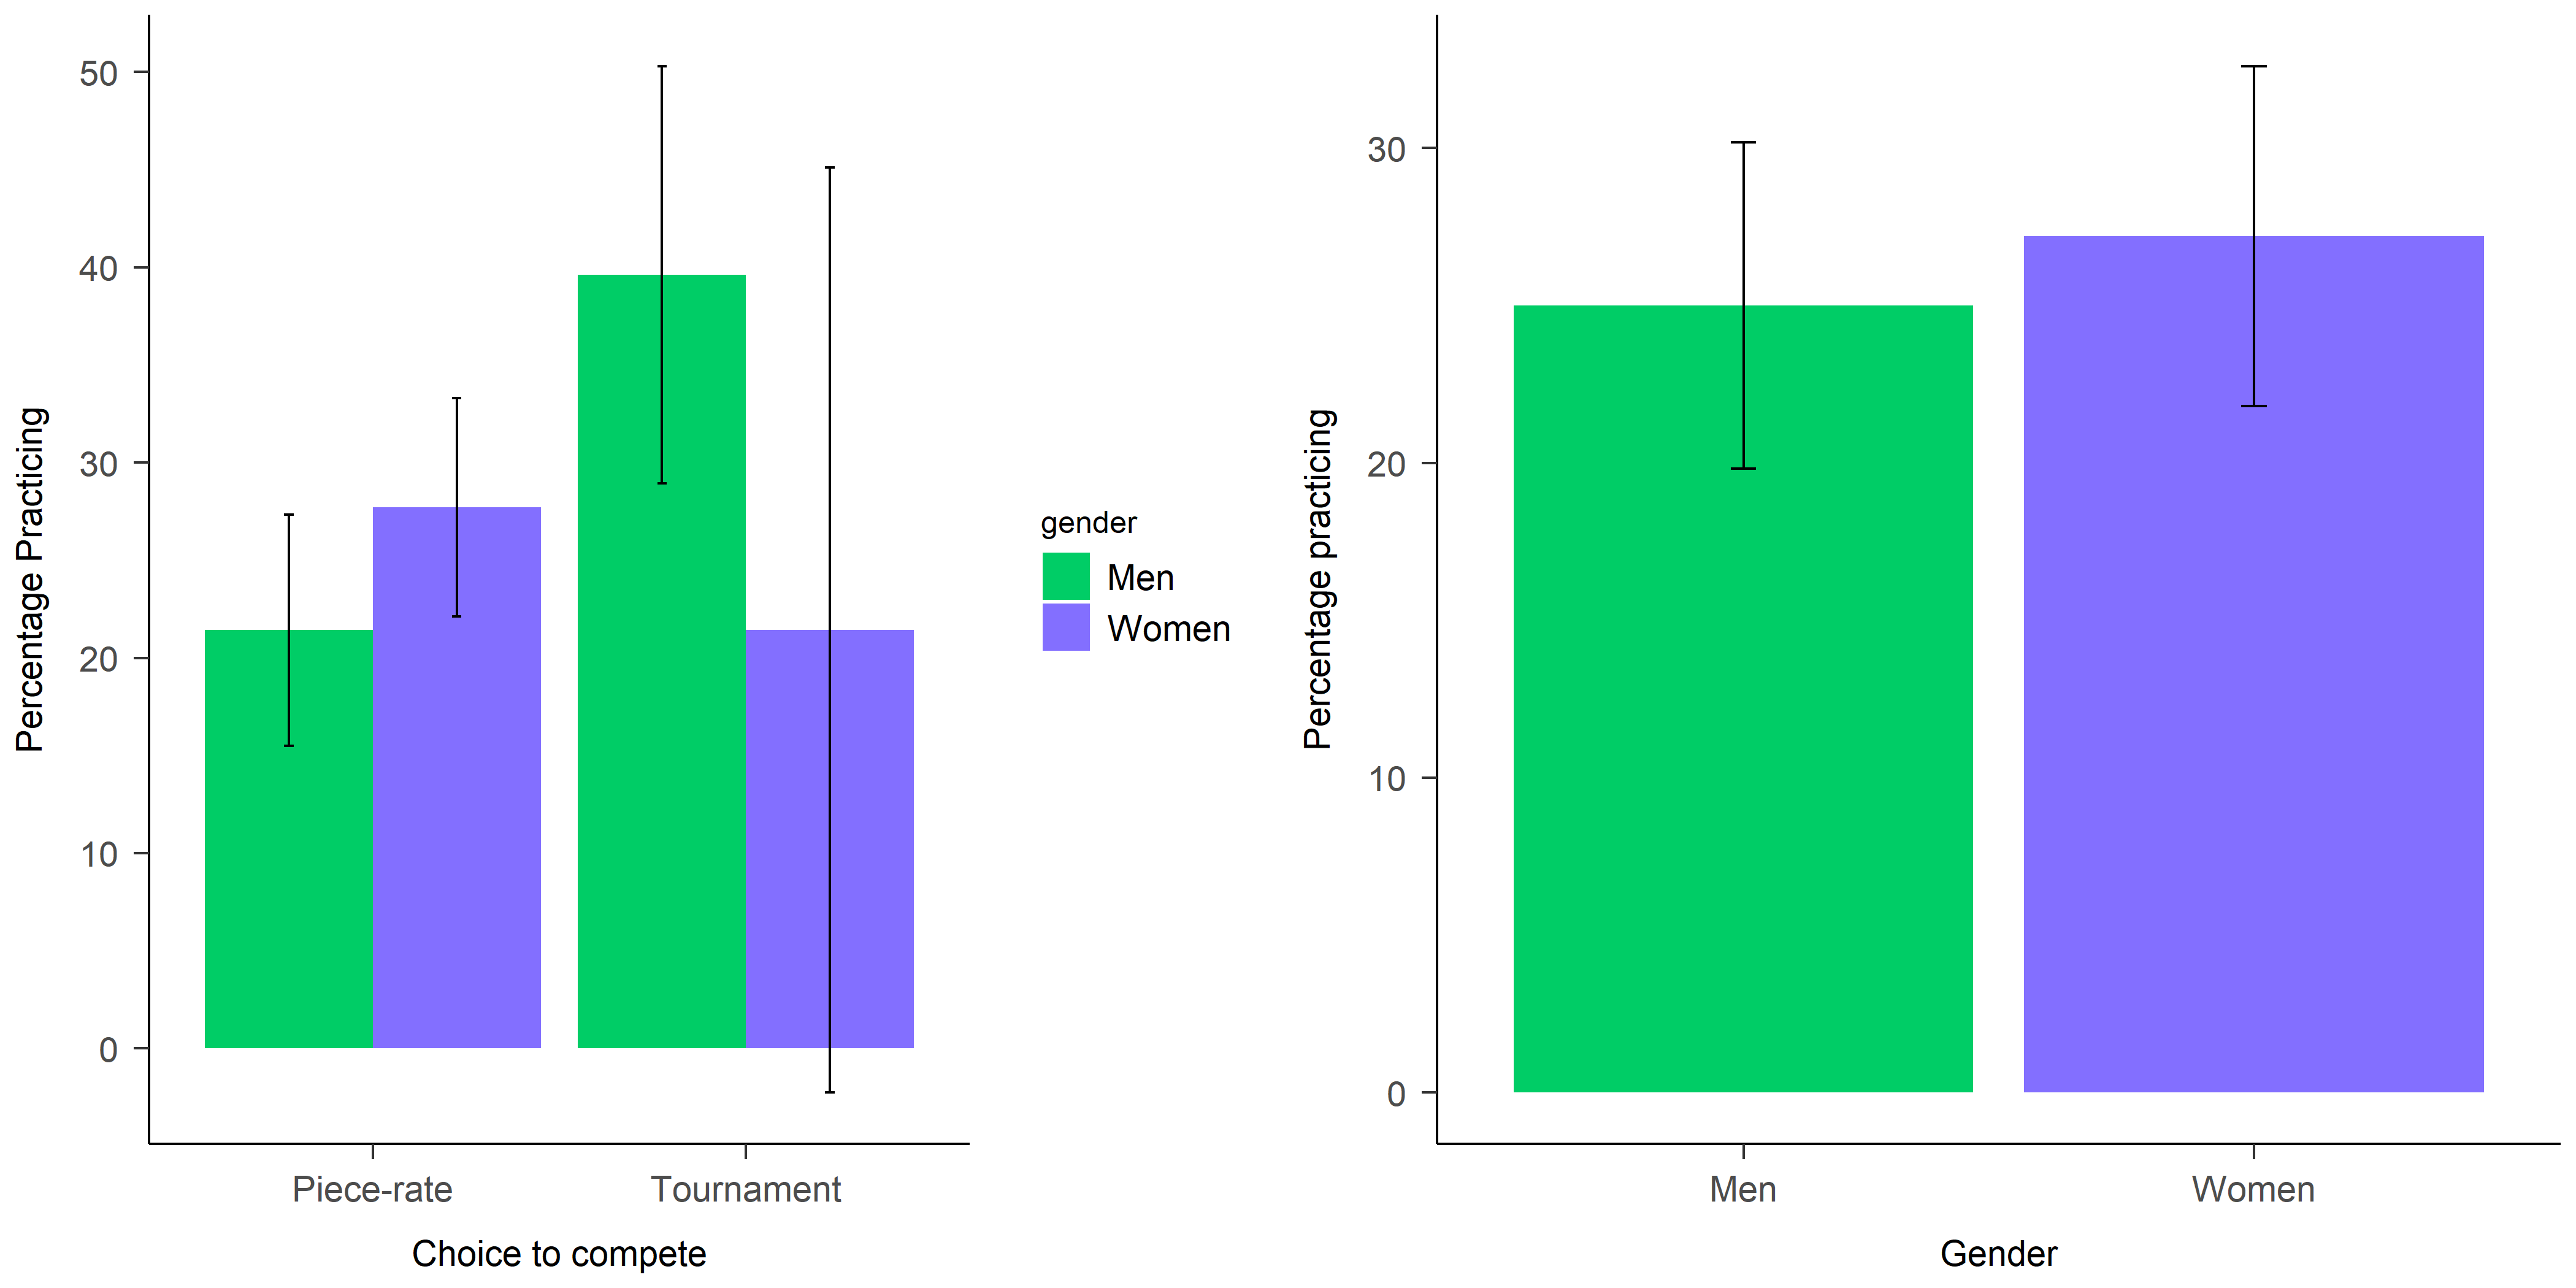 Percentage Practicing
50
40
30
20
10
0
Piece-rate
Tournament
Choice to compete
gender
Men
Women
Percentage practicing
30
20
10
0
Men
Women
Gender